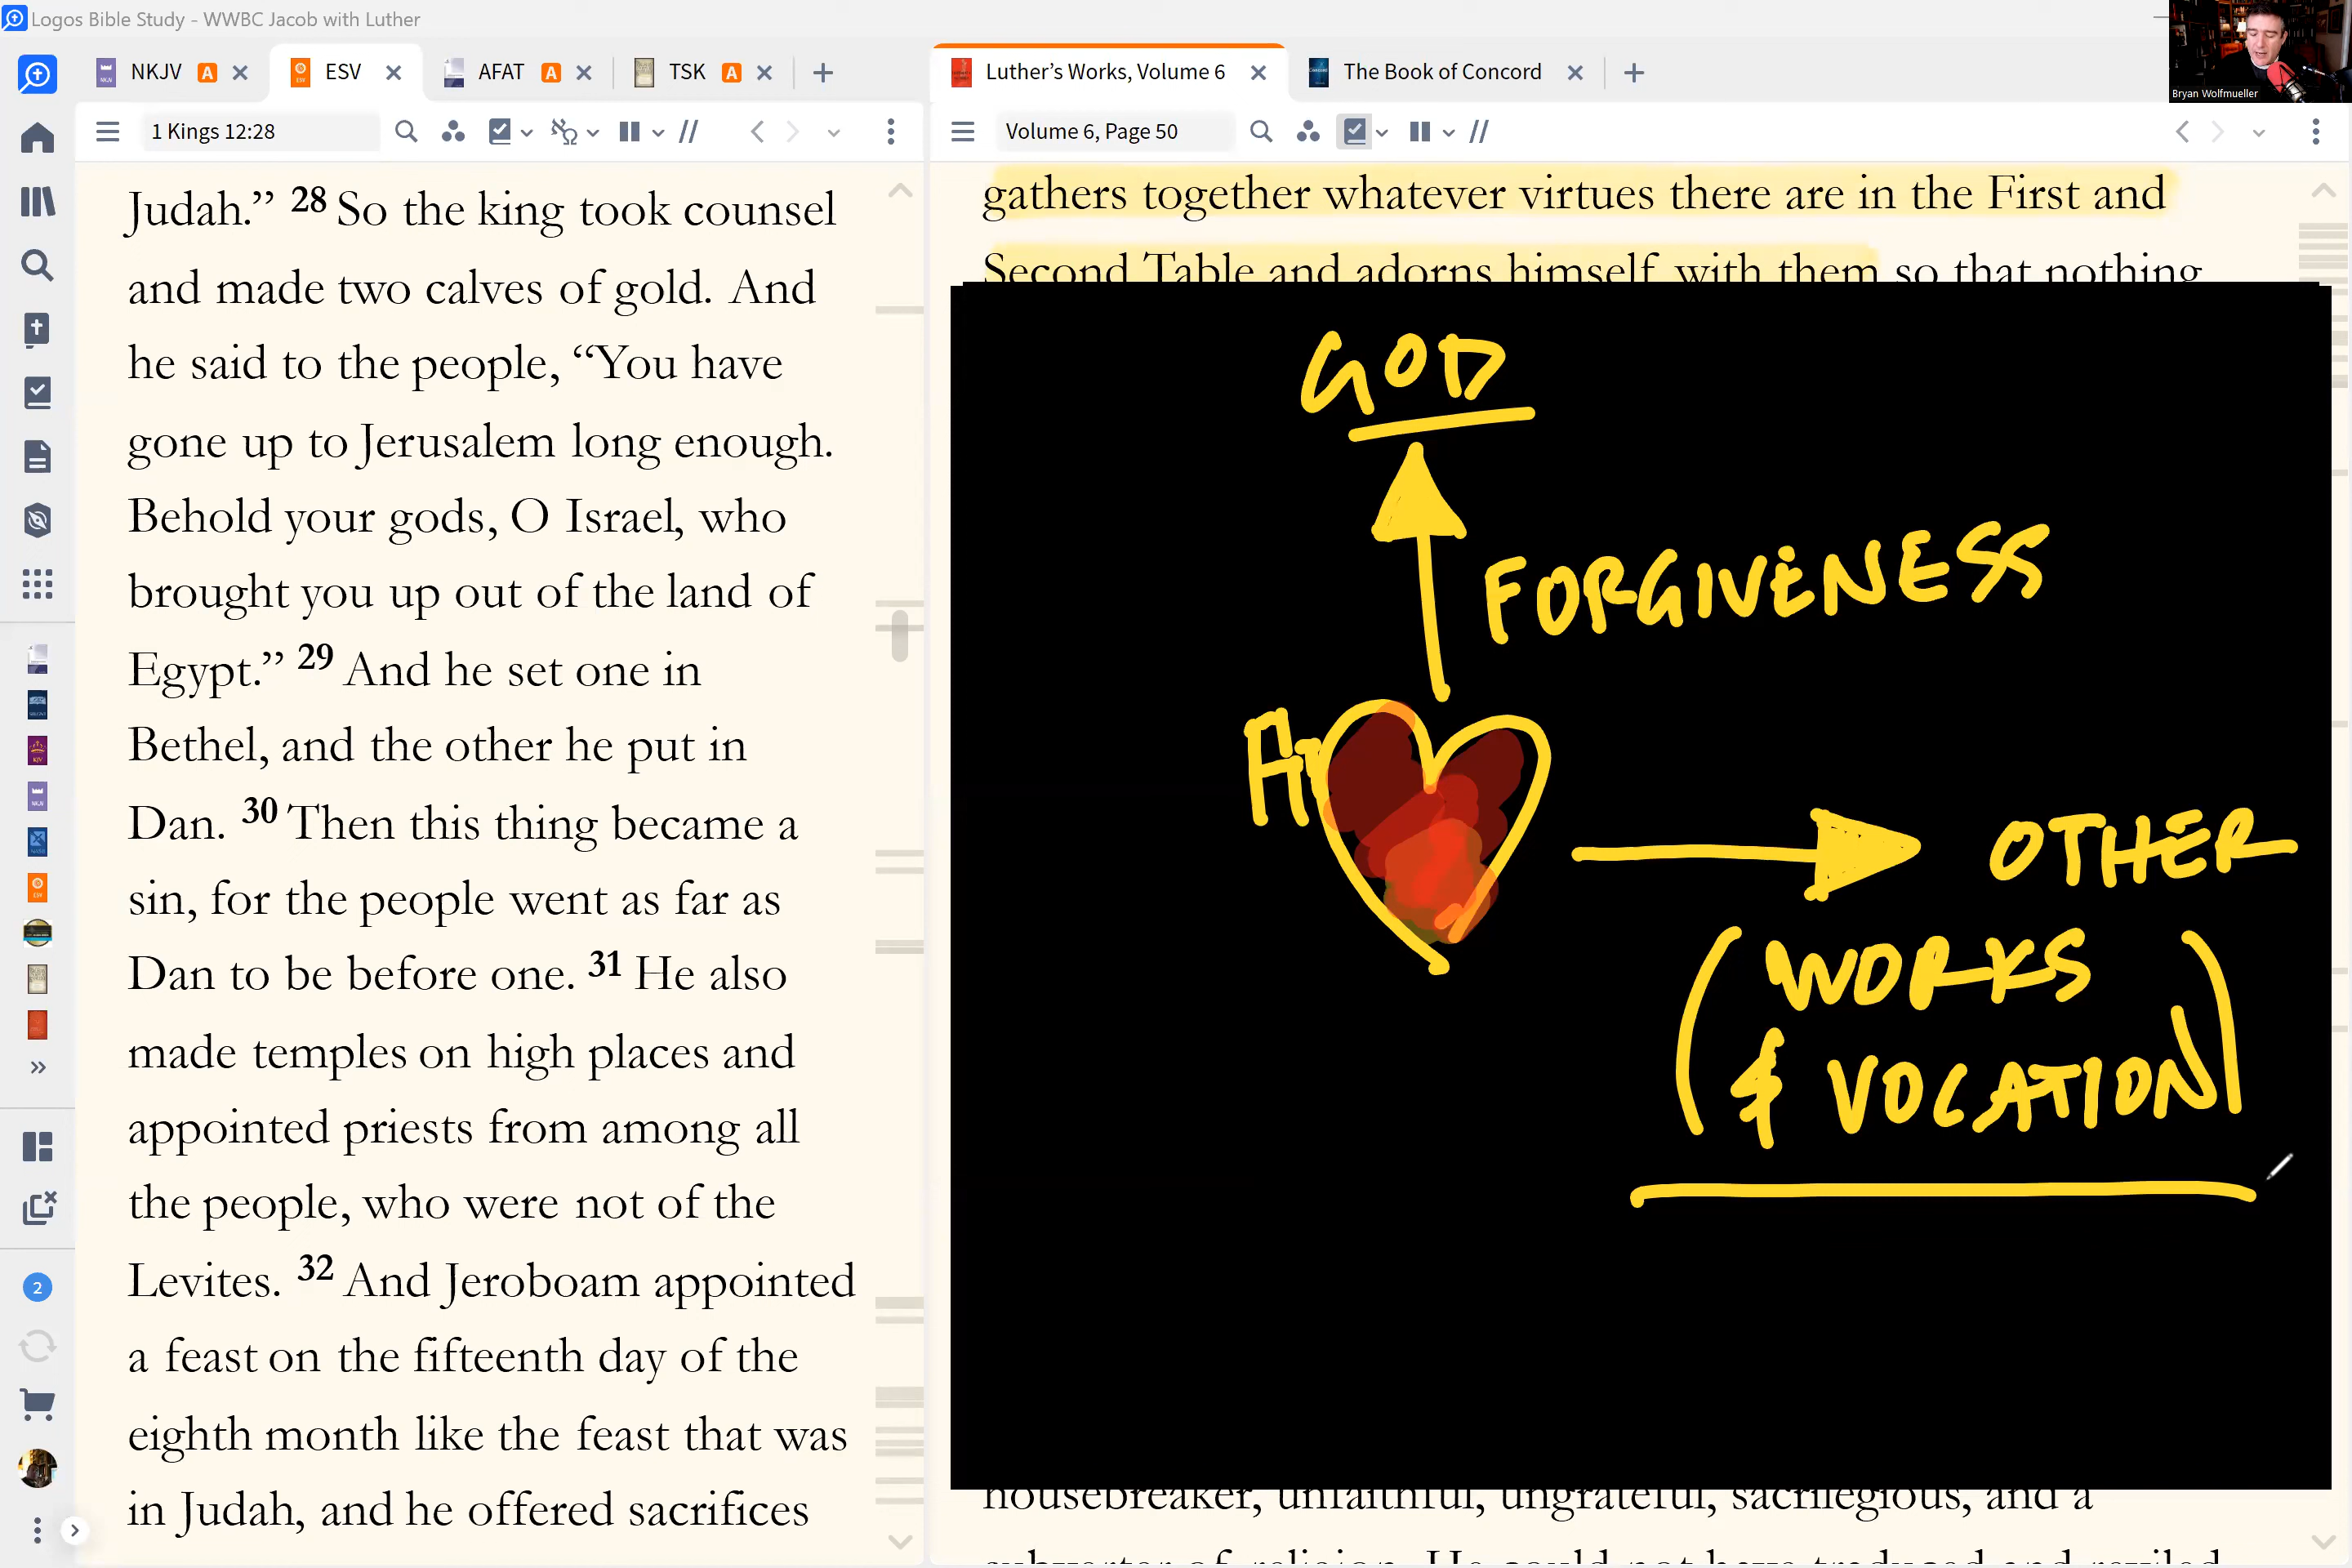 Logos Bible Study - WWBC Jacob with Luther
NKJV A ESV AFAT A TSK A
1 Kings 12:28
Judah.” 28 So the king took counsel
and made two calves of gold. And
he said to the people, “You have
gone up to Jerusalem long enough.
Behold your gods, O Israel, who
brought you up out of the land of
Egypt.” 29 And he set one in
Bethel, and the other he put in
Dan. 30 Then this thing became a
sin, for the people went as far as
Dan to be before one. 31 He also
made temples on high places and
appointed priests from among all
the people, who were not of the
Levites. 32 And Jeroboam appointed
a feast on the fifteenth day of the
eighth month like the feast that was
in Judah, and he offered sacrifices
2
Luther’s Works, Volume 6 The Book of Concord
Volume 6, Page 50
Bryan Wolfmueller
gathers together whatever virtues there are in the First and
Second Table and adorns himself with them so that nothing
GOD
FORGIVENESS
OTHER
(WORKS
& VOCATION)
housebreaker, unfaithful, ungrateful, sacrilegious, and a